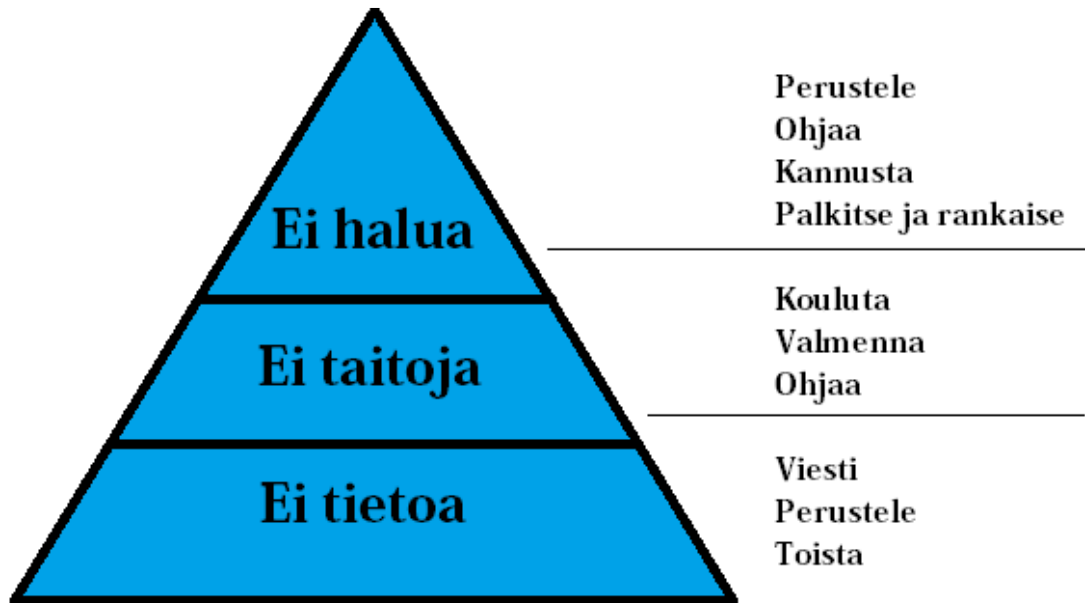 Ei halua
Perustele
Ohjaa
Kannusta
Palkitse ja rankaise
Ei taitoja
Kouluta
Valmenna
Ohjaa
Ei tietoa
Viesti
Perustele
Toista